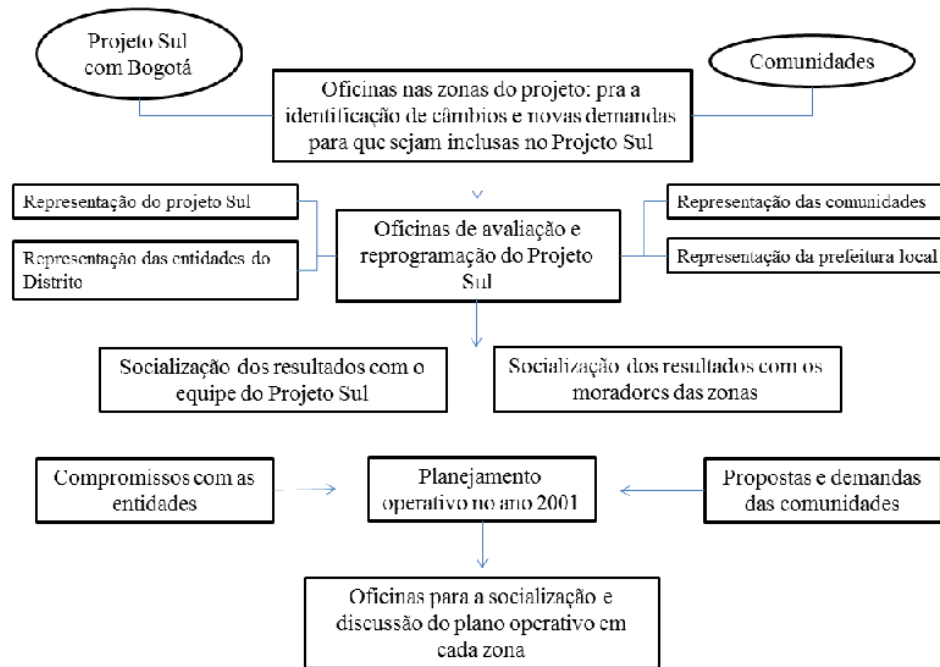 Projeto Sul
com Bogotá
Comunidades
Oficinas nas zonas do projeto: pra a
identificação de câmbios e novas demandas
para que sejam inclusas no Projeto Sul
Representação do projeto Sul
Representação das comunidades
Oficinas de avaliação e
reprogramação do Projeto
Sul
Representação das entidades do
Distrito
Representação da prefeitura local
Socialização dos resultados com o
equipe do Projeto Sul
Socialização dos resultados com os
moradores das zonas
Compromissos com as
entidades
Planejamento
operativo no ano 2001
Propostas e demandas
das comunidades
Oficinas para a socialização e
discussão do plano operativo em
cada zona